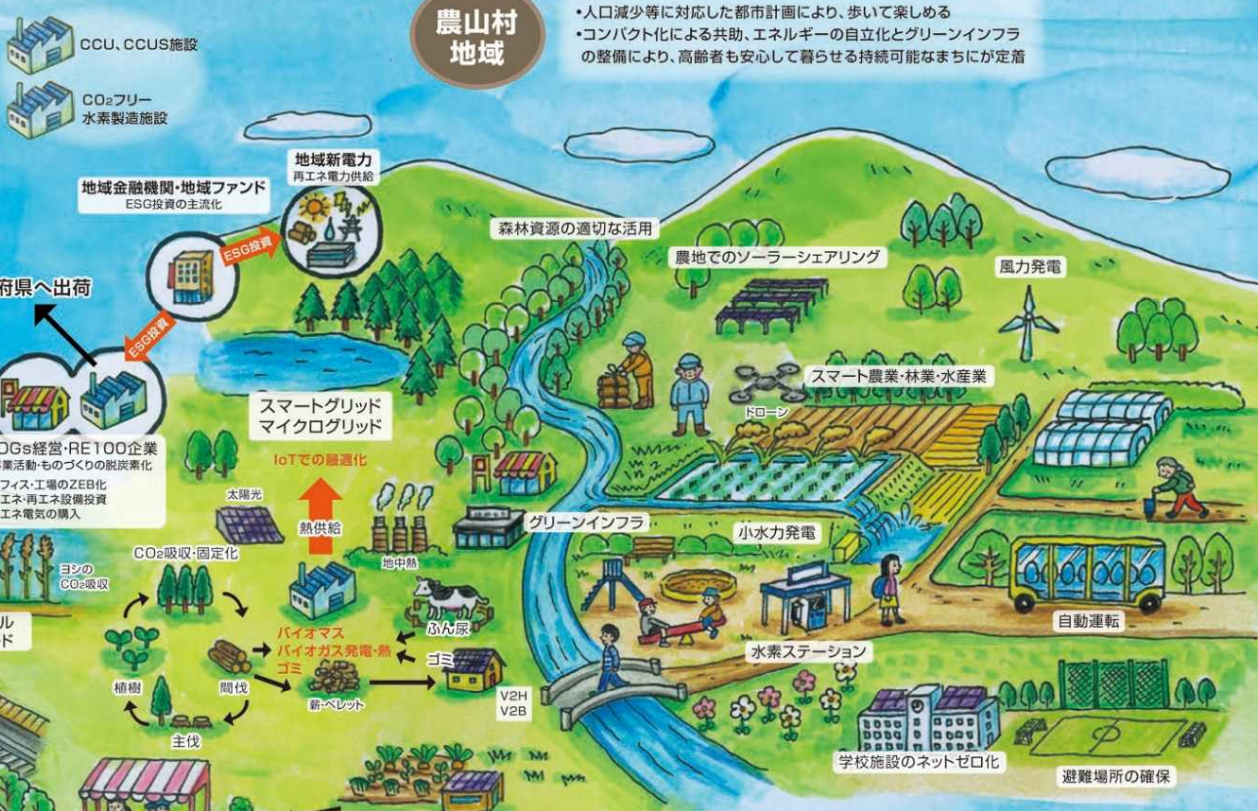 農山村
地域
•人口減少等に対応した都市計画により、歩いて楽しめる
•コンパクト化による共助、エネルギーの自立化とグリーンインフラ
の整備により、高齢者も安心して暮らせる持続可能なまちにが定着
CCU、CCUS施設
CO₂フリー
水素製造施設
地域新電力
再エネ電力供給
地域金融機関・地域ファンド
ESG投資の主流化
ESG投資
ESG投資
府県へ出荷
森林資源の適切な活用
農地でのソーラーシェアリング
風力発電
スマート農業・林業・水産業
ドローン
スマートグリッド
マイクログリッド
IoTでの最適化
DGs経営・RE100企業
業活動・ものづくりの脱炭素化
フィス・工場のZEB化
エネ・再エネ設備投資
エネ電気の購入
太陽光
熱供給
地中熱
グリーンインフラ
小水力発電
CO₂吸収・固定化
ヨシの
CO₂吸収
ル
ド
バイオマス
バイオガス発電・熱
ゴミ
ふん尿
ゴミ
植樹
間伐
薪・ペレット
主伐
V2H
V2B
水素ステーション
自動運転
学校施設のネットゼロ化
避難場所の確保